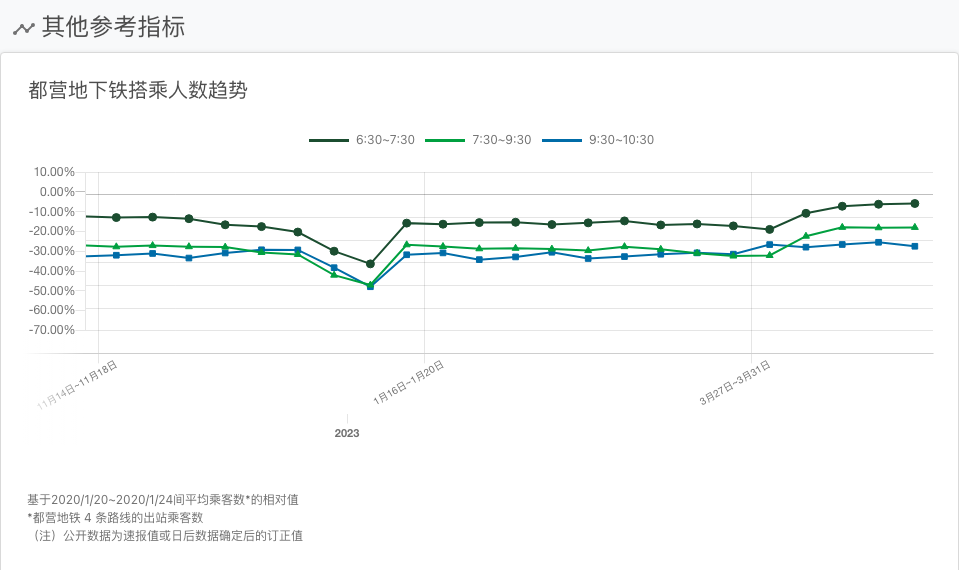 其他参考指标
都营地下铁搭乘人数趋势
6:30~7:30 7:30~9:30 9:30~10:30
10.00%
0.00%
-10.00%
-20.00%
-30.00%
-40.00%
-50.00%
-60.00%
-70.00%
11月14日~11月18日 1月16日~1月20日 3月27日~3月31日
2023
基于2020/1/20~2020/1/24间平均乘客数*的相对值
*都营地铁 4 条路线的出站乘客数
（注）公开数据为速报值或日后数据确定后的订正值